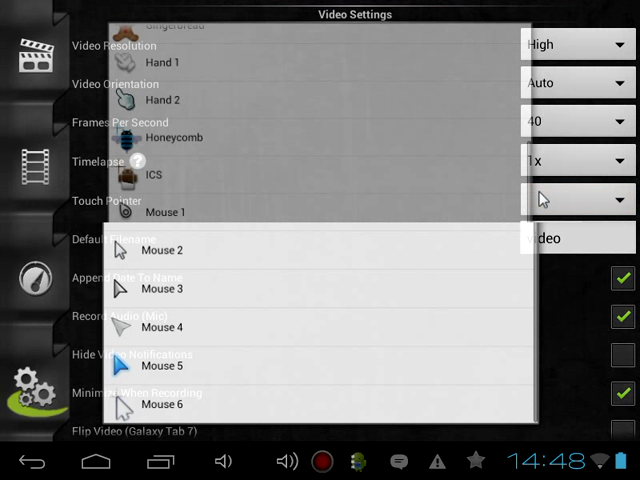 Video Settings
Gingerbread
Video Resolution
High
Hand 1
Video Orientation
Auto
Hand 2
Frames Per Second
40
Honeycomb
Timelapse ?
1x
ICS
Touch Pointer
Mouse 1
Default Filename
video
Mouse 2
Append Date To Name
Mouse 3
Record Audio (Mic)
Mouse 4
Hide Video Notifications
Mouse 5
Minimize When Recording
Mouse 6
Flip Video (Galaxy Tab 7)
14:48